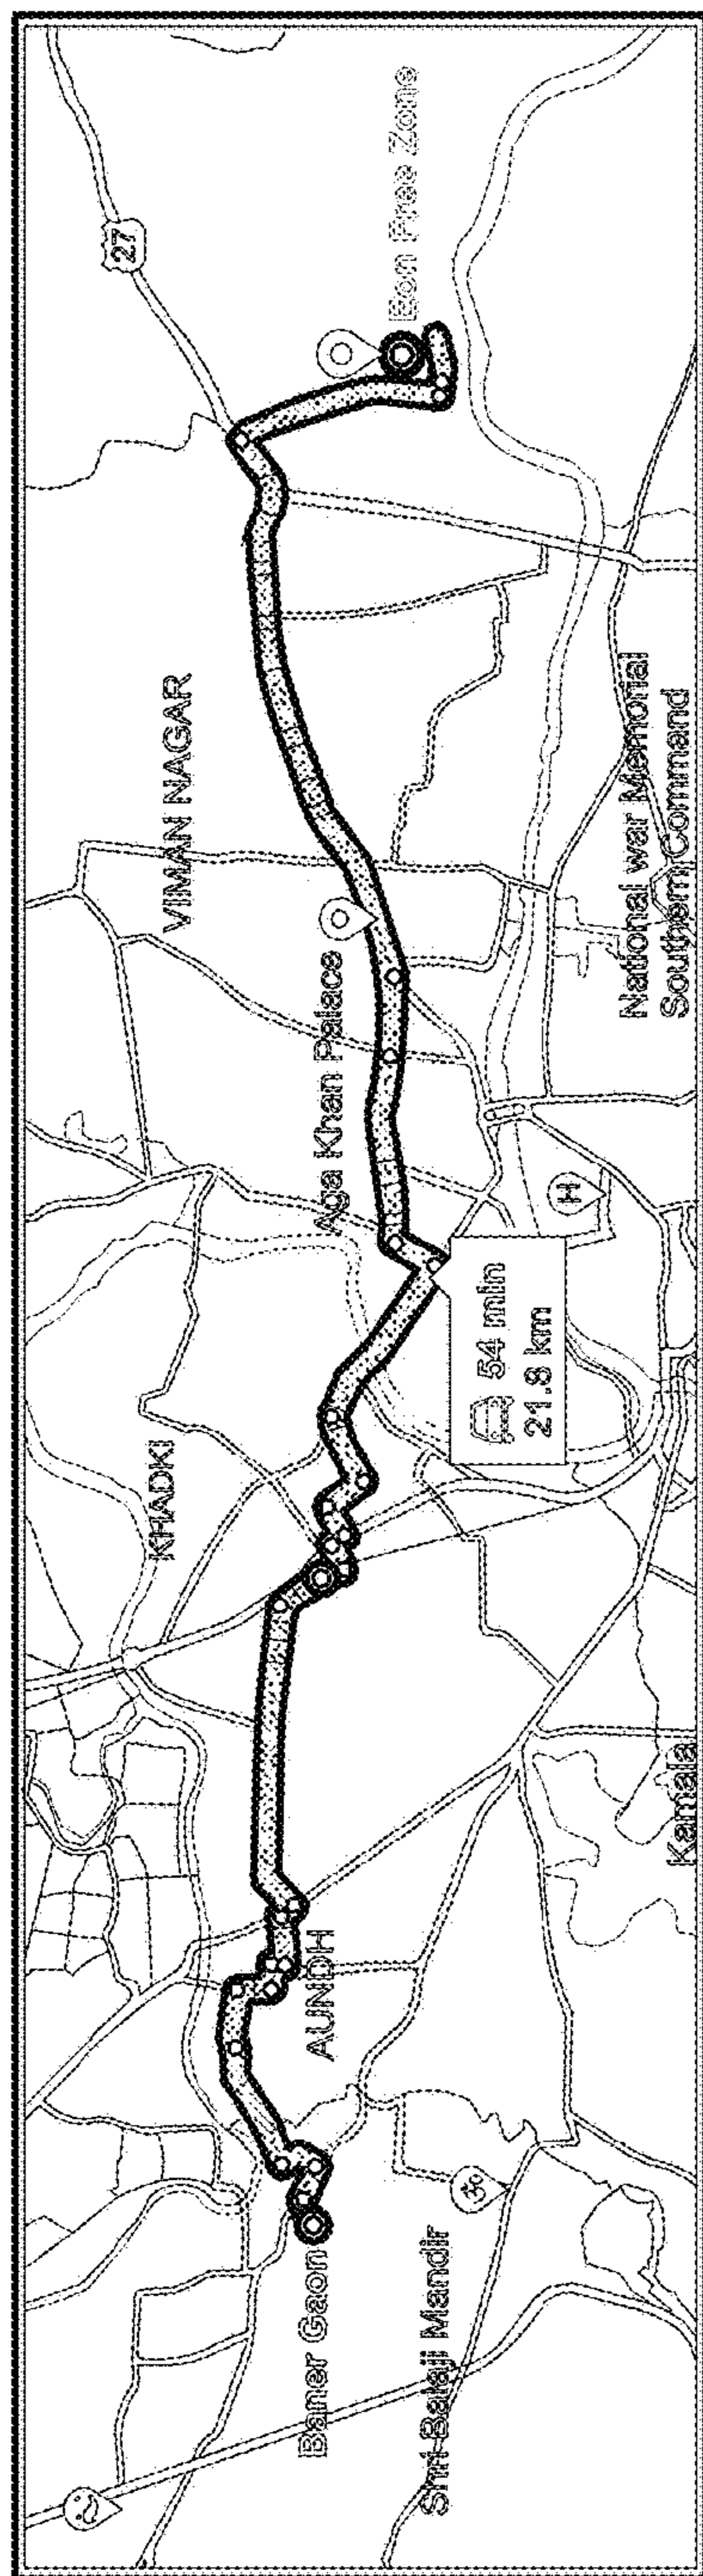 27
Eon Free Zone
VIIMAN NAGAR
National war Memorial
Southern Command
Aga Khan Palace
H
54 min
21.8 km
KHADKI
Kamala
AUNDH
Baner Gaon
Shri Balaji Mandir
ॐ